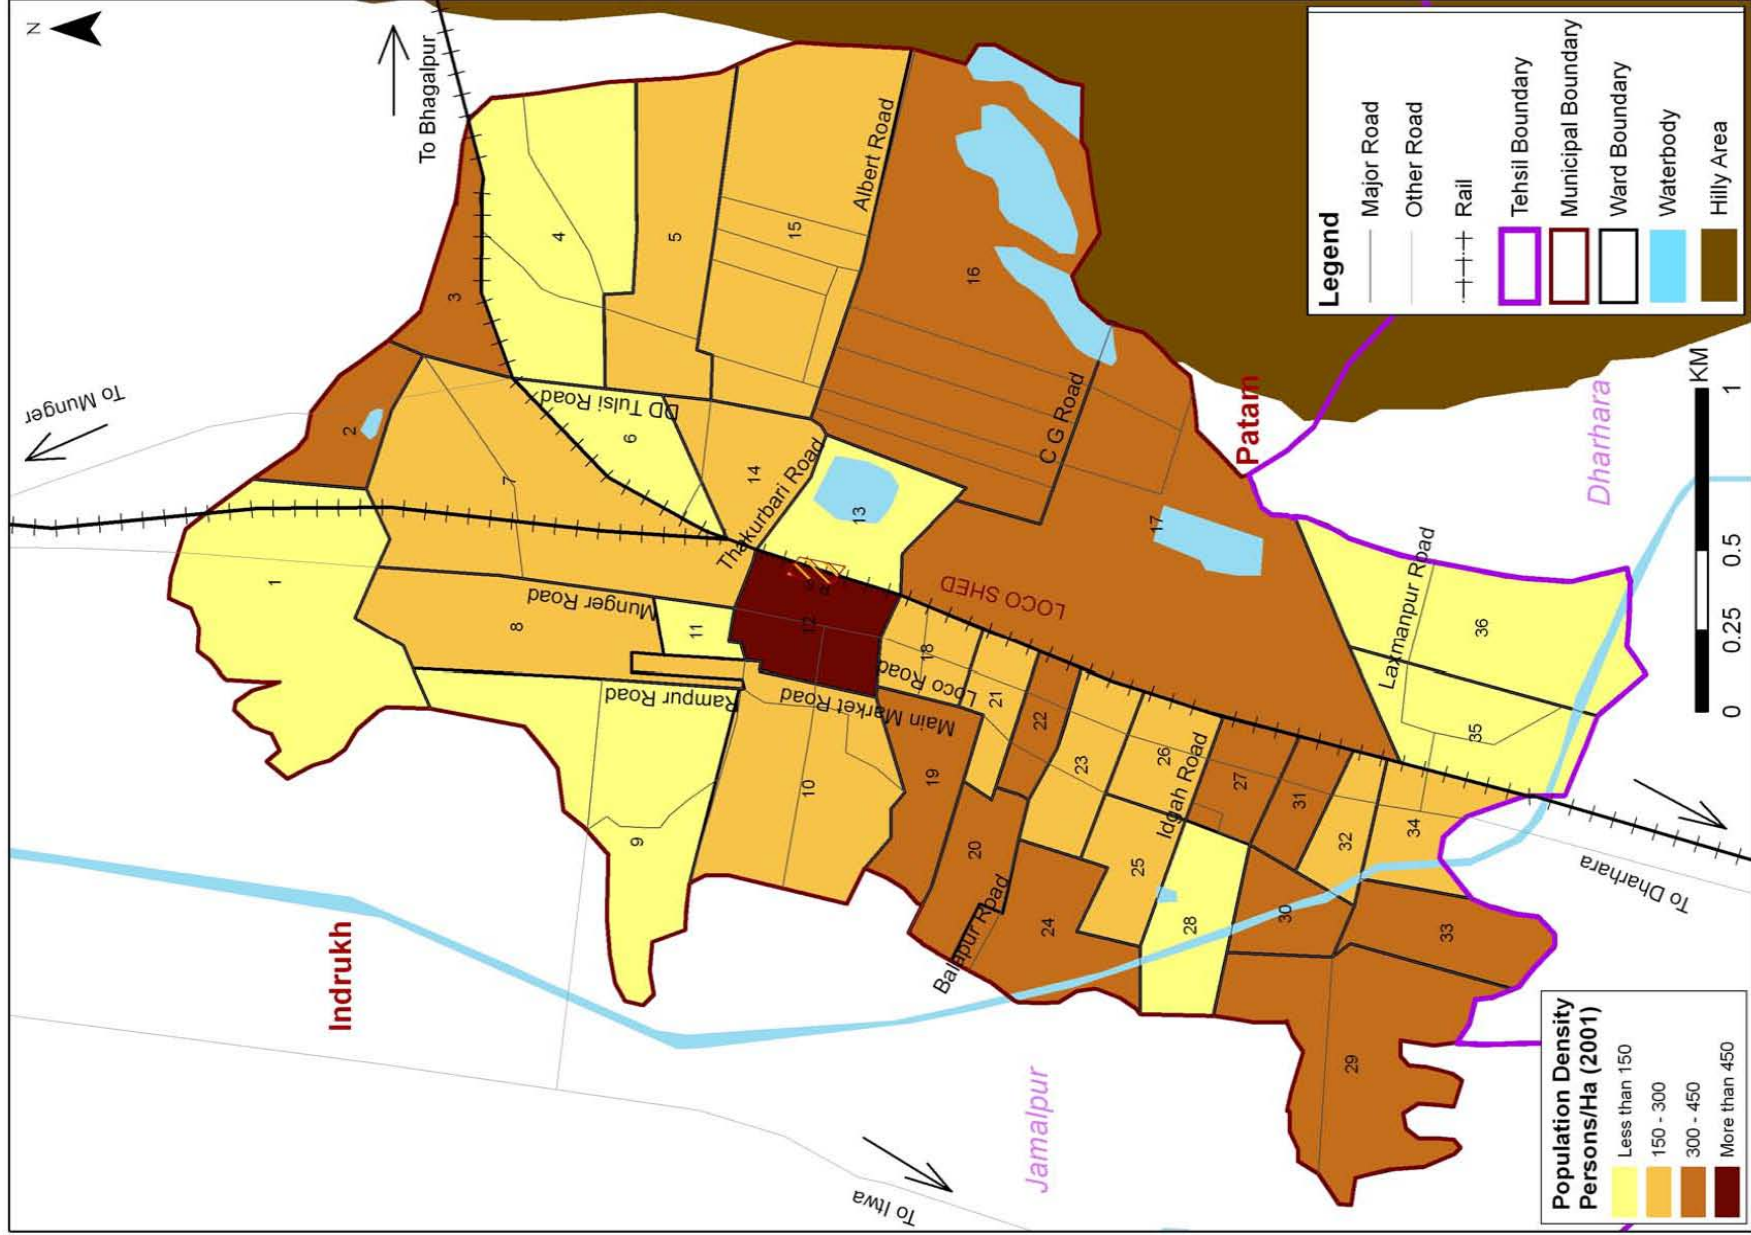 N
To Bhagalpur
To Munger
Indrukh
Jamalpur
Patam
Dharhara
To Itwa
To Dharhara
DD Tulsi Road
Albert Road
Thakurbari Road
C G Road
Munger Road
Rampur Road
Main Market Road
Loco Road
LOCO SHED
Idgah Road
Balapur Road
Laxmanpur Road
1
2
3
4
5
6
7
8
9
10
11
12
13
14
15
16
17
18
19
20
21
22
23
24
25
26
27
28
29
30
31
32
33
34
35
36
Population Density
Persons/Ha (2001)
Less than 150
150 - 300
300 - 450
More than 450
0 0.25 0.5 1
KM
Legend
Major Road
Other Road
Rail
Tehsil Boundary
Municipal Boundary
Ward Boundary
Waterbody
Hilly Area